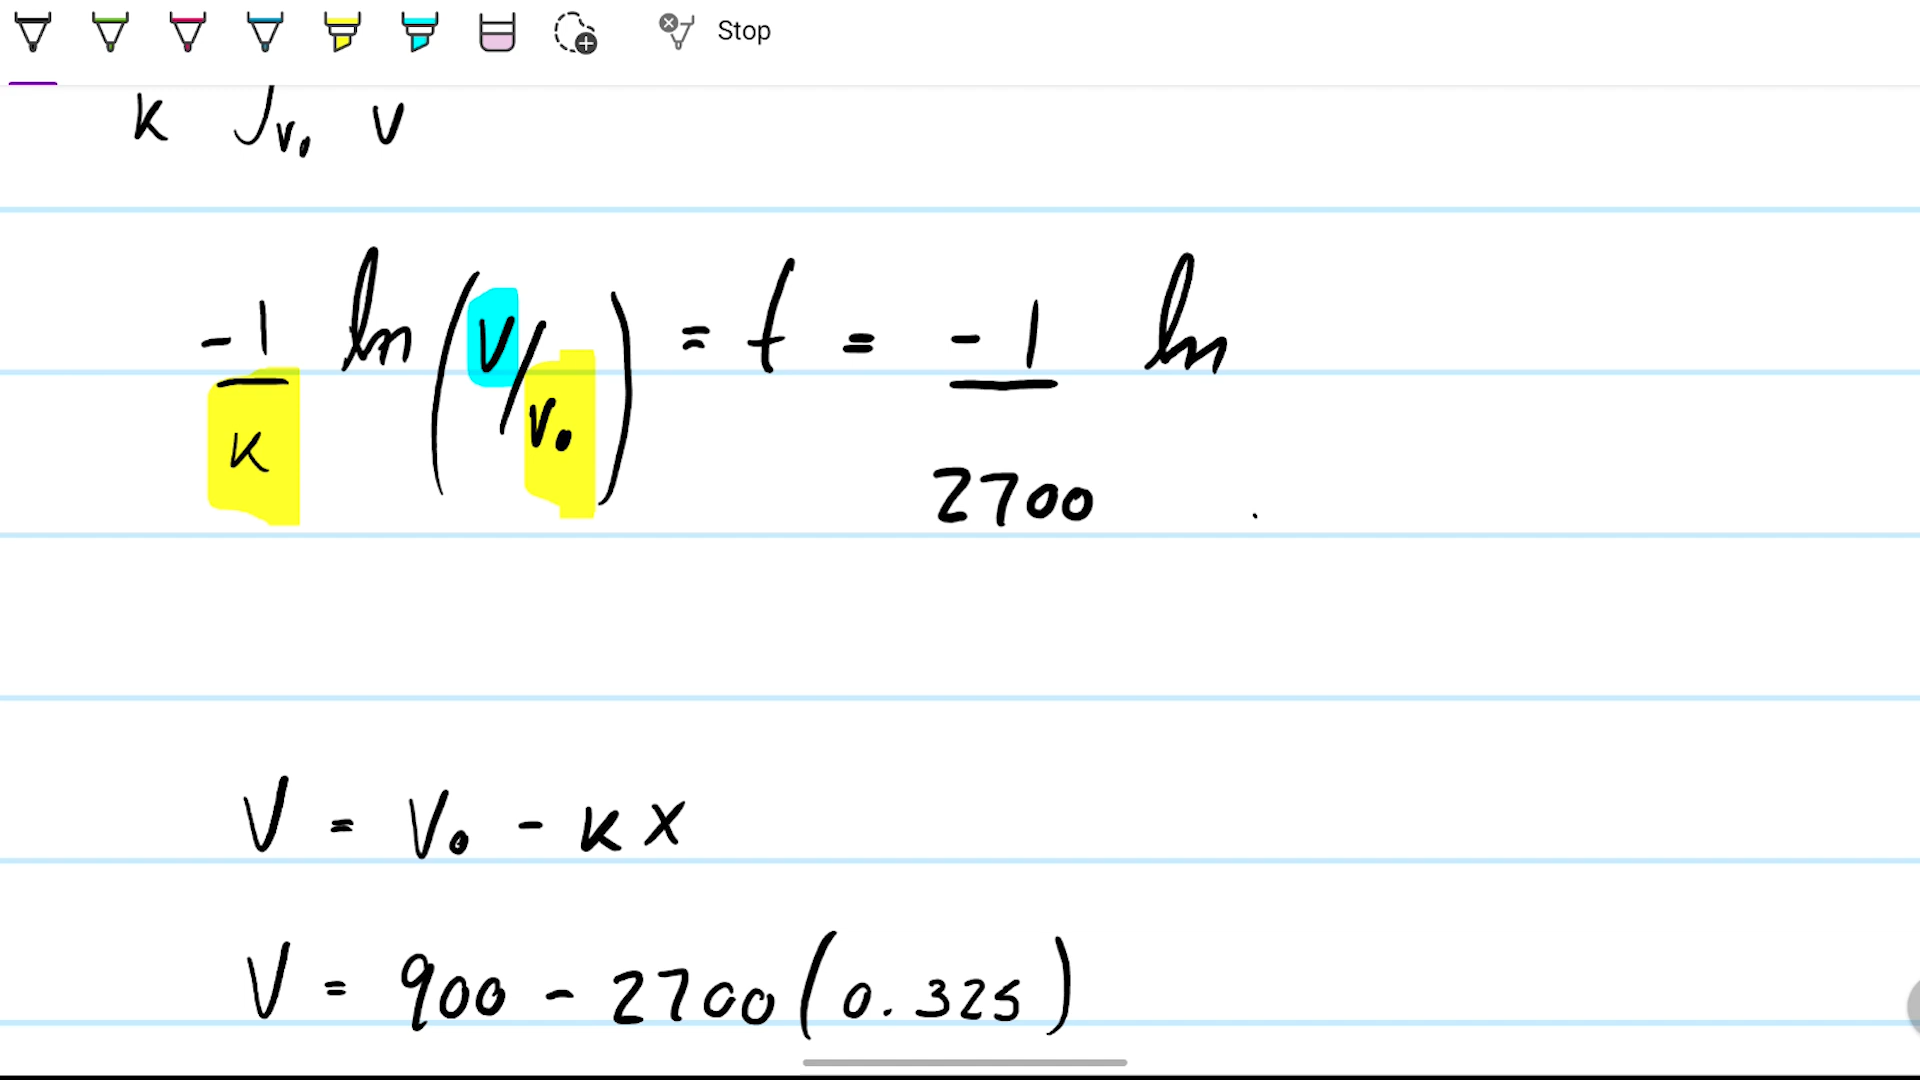 Stop
k ∫v₀ v
-1/k ln(V/V₀) = t = -1/2700 ln
V = V₀ - kx
V = 900 - 2700(0.325)